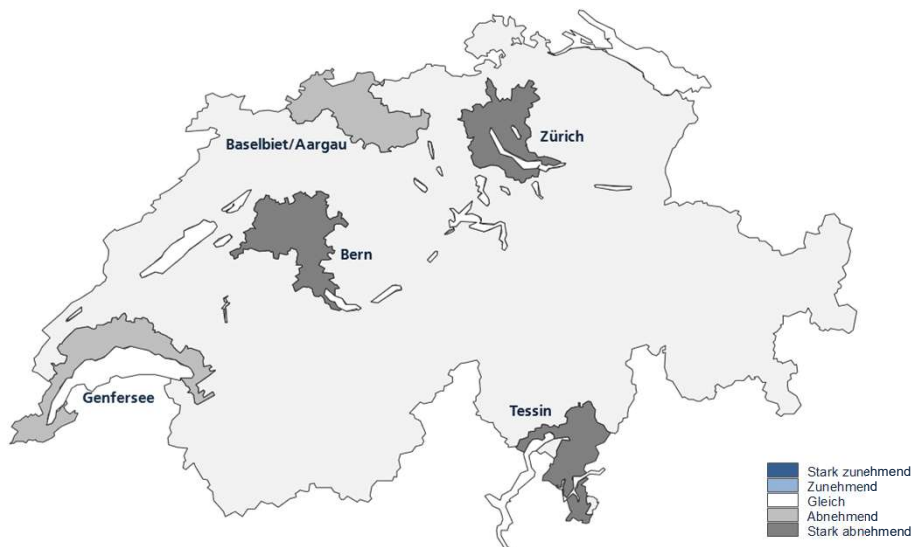 Zürich
Baselbiet/Aargau
Bern
Genfersee
Tessin
Stark zunehmend
Zunehmend
Gleich
Abnehmend
Stark abnehmend